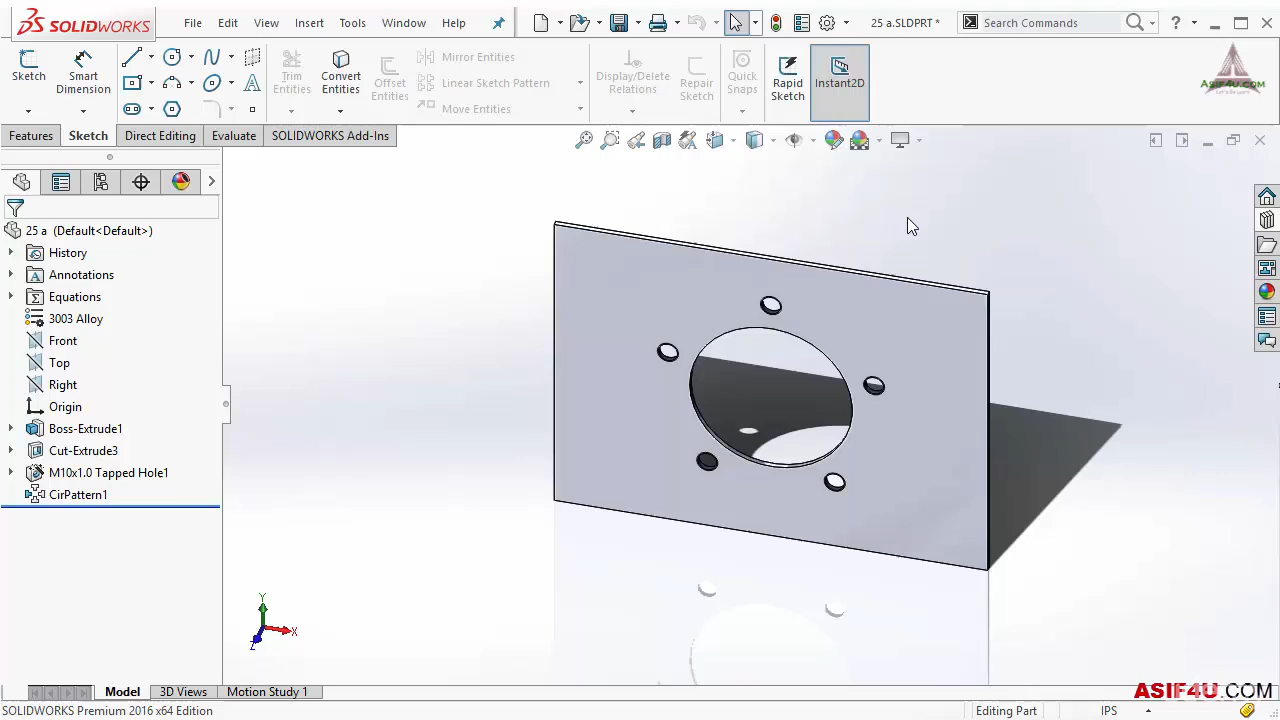 SOLIDWORKS
File
Edit
View
Insert
Tools
Window
Help
25 a.SLDPRT *
Search Commands
?
Sketch
Smart
Dimension
Trim
Entities
Convert
Entities
Offset
Entities
Mirror Entities
Linear Sketch Pattern
Move Entities
Display/Delete
Relations
Repair
Sketch
Quick
Snaps
Rapid
Sketch
Instant2D
ASIF4U.COM
Features
Sketch
Direct Editing
Evaluate
SOLIDWORKS Add-Ins
25 a (Default<Default>)
History
Annotations
Equations
3003 Alloy
Front
Top
Right
Origin
Boss-Extrude1
Cut-Extrude3
M10x1.0 Tapped Hole1
CirPattern1
Y
X
Z
Model
3D Views
Motion Study 1
ASIF4U.COM
SOLIDWORKS Premium 2016 x64 Edition
Editing Part
IPS